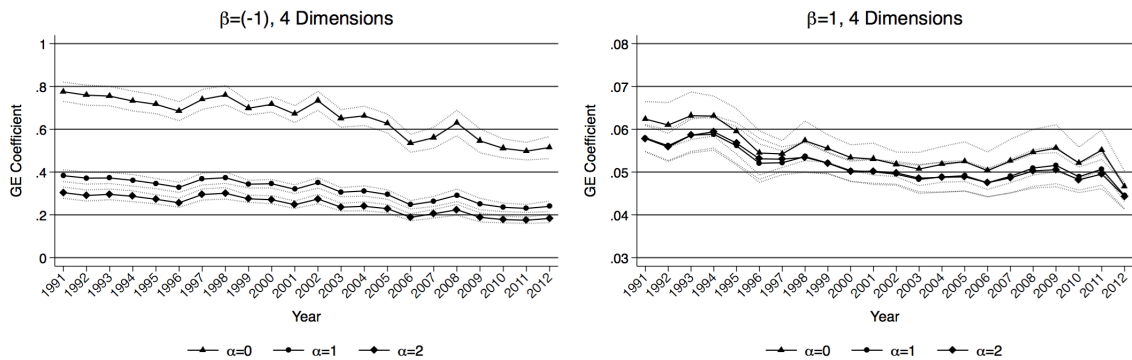 β=(-1), 4 Dimensions
GE Coefficient
1
.8
.6
.4
.2
0
1991 1992 1993 1994 1995 1996 1997 1998 1999 2000 2001 2002 2003 2004 2005 2006 2007 2008 2009 2010 2011 2012
Year
α=0 α=1 α=2
β=1, 4 Dimensions
GE Coefficient
.08
.07
.06
.05
.04
.03
1991 1992 1993 1994 1995 1996 1997 1998 1999 2000 2001 2002 2003 2004 2005 2006 2007 2008 2009 2010 2011 2012
Year
α=0 α=1 α=2